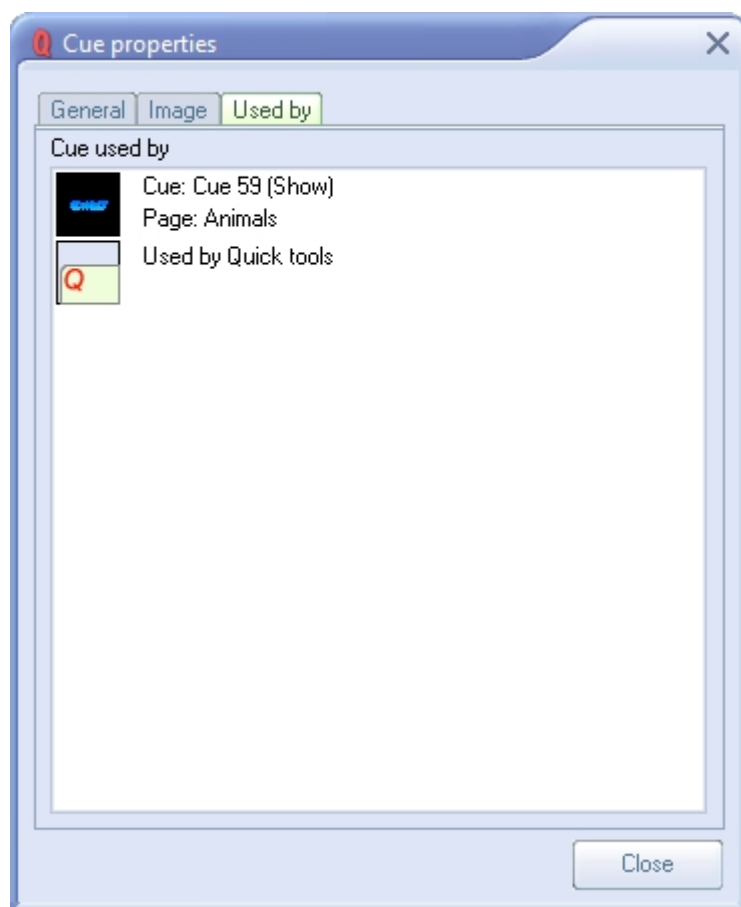 Cue properties
General Image Used by
Cue used by
Cue: Cue 59 (Show)
Page: Animals
Used by Quick tools
Q
Close